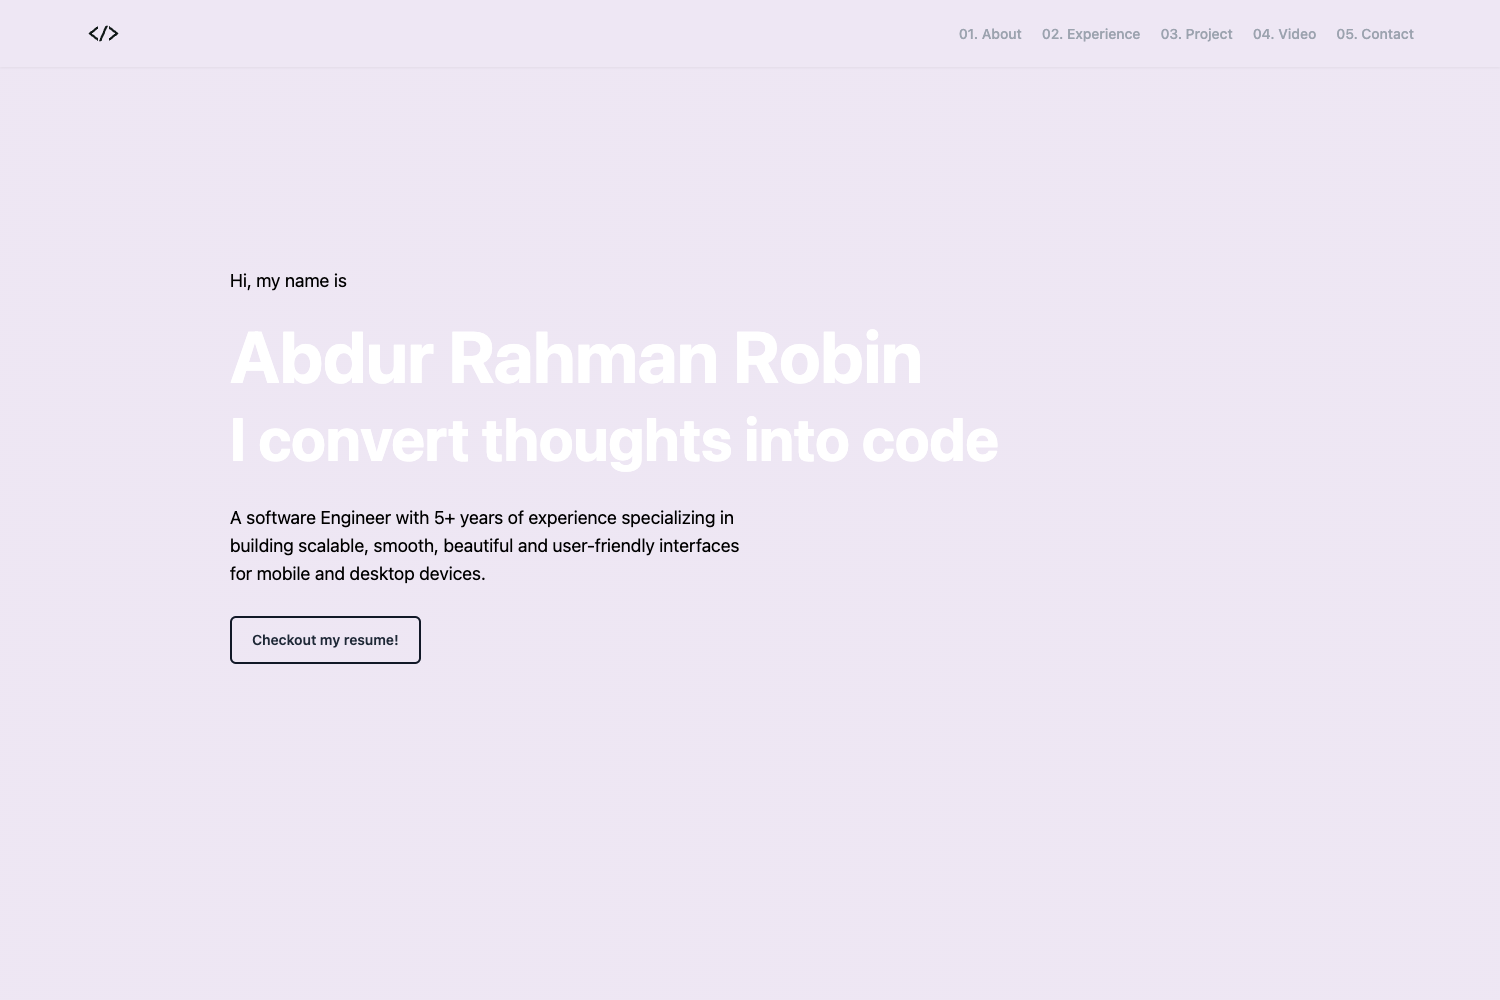 </>
01. About 02. Experience 03. Project 04. Video 05. Contact
Hi, my name is
Abdur Rahman Robin
I convert thoughts into code
A software Engineer with 5+ years of experience specializing in
building scalable, smooth, beautiful and user-friendly interfaces
for mobile and desktop devices.
Checkout my resume!